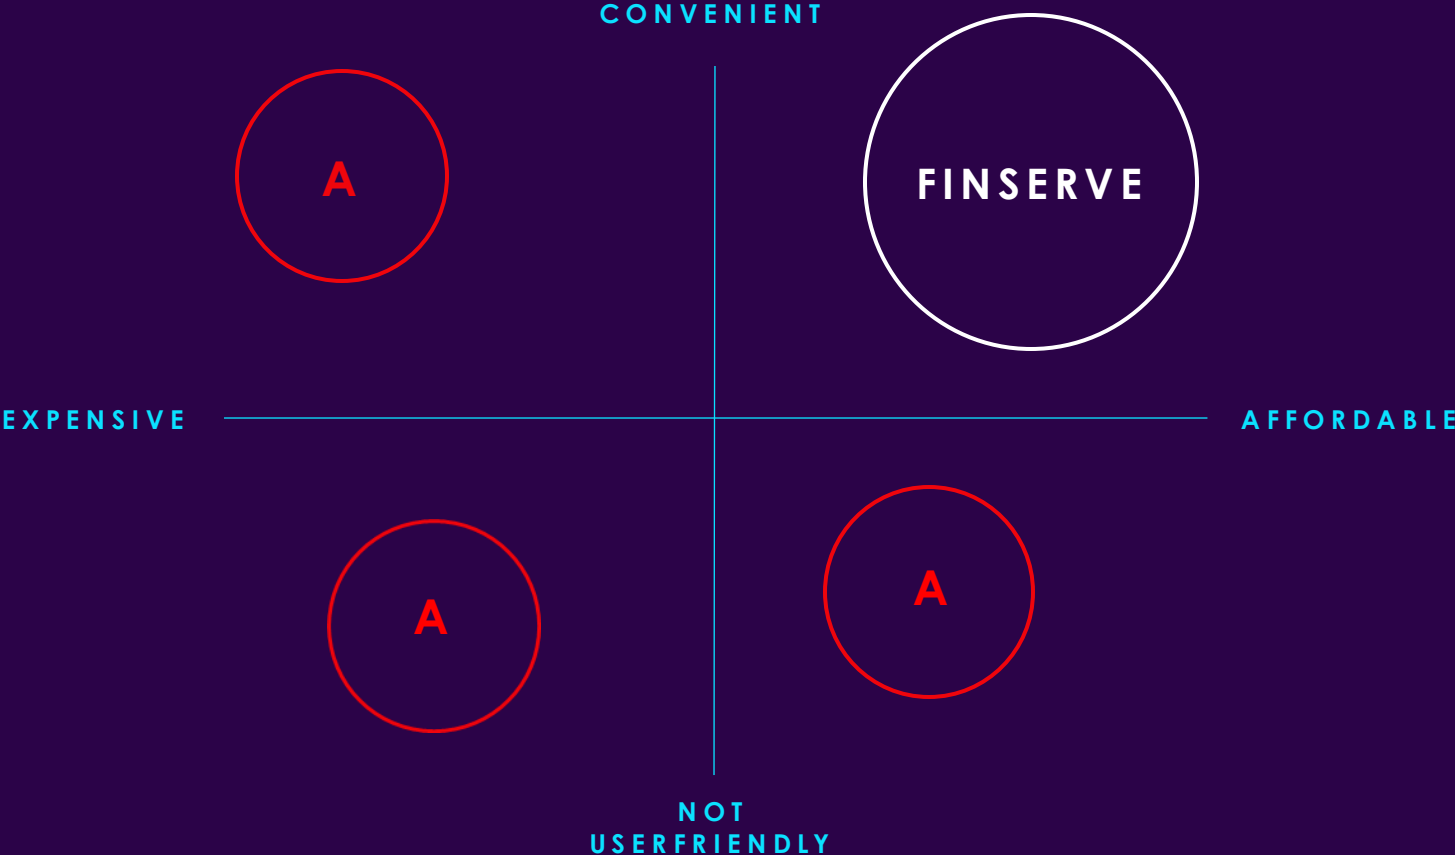 CONVENIENT
A
FINSERVE
EXPENSIVE
AFFORDABLE
A
A
NOT
USERFRIENDLY